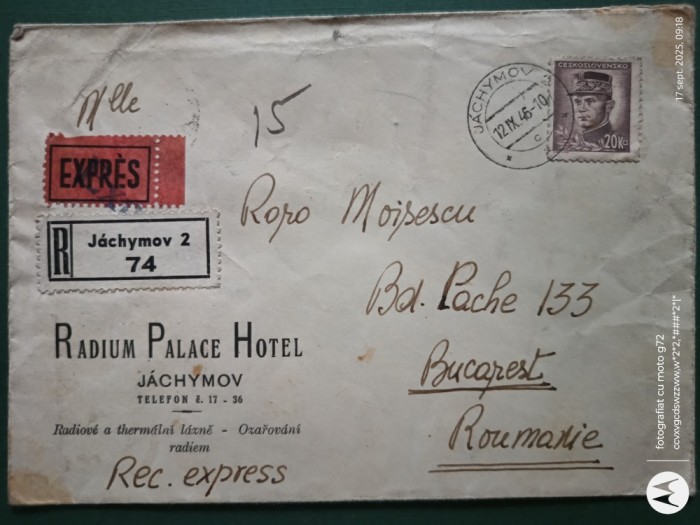 Mlle
15
JÁCHYMOV
12.IX.46-10
c
ČESKOSLOVENSKO
20Kčs
EXPRÈS
R
Jáchymov 2
74
Moisescu
Bd. Pache 133
Bucarest
Roumanie
RADIUM PALACE HOTEL
JÁCHYMOV
TELEFON č. 17 - 36
Radiové a thermální lázně - Ozařování
radiem
Rec. express
17 sept. 2025, 09:18
fotografiat cu moto g72